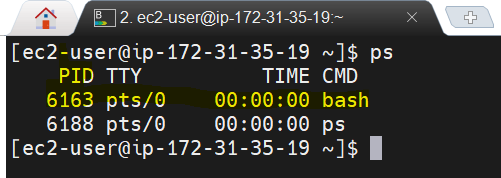 2. ec2-user@ip-172-31-35-19:~
[ec2-user@ip-172-31-35-19 ~]$ ps
    PID TTY          TIME CMD
   6163 pts/0    00:00:00 bash
   6188 pts/0    00:00:00 ps
[ec2-user@ip-172-31-35-19 ~]$